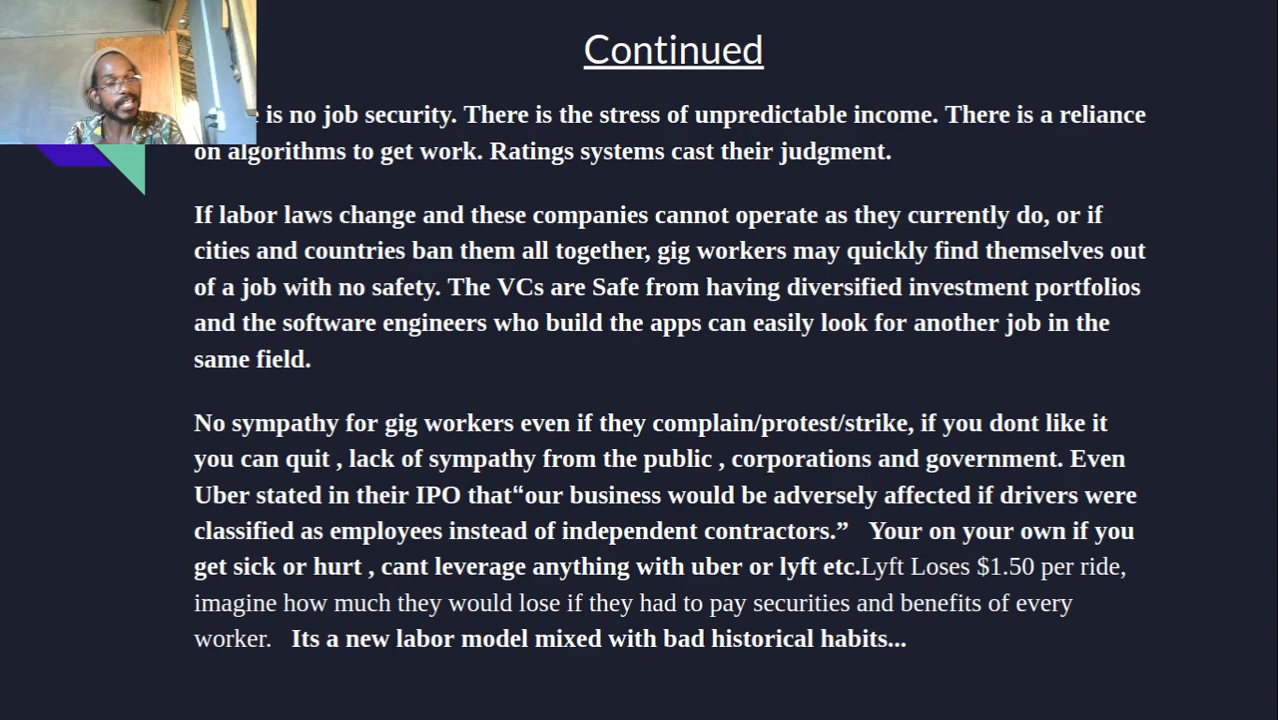 Continued
is no job security. There is the stress of unpredictable income. There is a reliance
on algorithms to get work. Ratings systems cast their judgment.
If labor laws change and these companies cannot operate as they currently do, or if
cities and countries ban them all together, gig workers may quickly find themselves out
of a job with no safety. The VCs are Safe from having diversified investment portfolios
and the software engineers who build the apps can easily look for another job in the
same field.
No sympathy for gig workers even if they complain/protest/strike, if you dont like it
you can quit , lack of sympathy from the public , corporations and government. Even
Uber stated in their IPO that“our business would be adversely affected if drivers were
classified as employees instead of independent contractors.” Your on your own if you
get sick or hurt , cant leverage anything with uber or lyft etc.Lyft Loses $1.50 per ride,
imagine how much they would lose if they had to pay securities and benefits of every
worker. Its a new labor model mixed with bad historical habits...